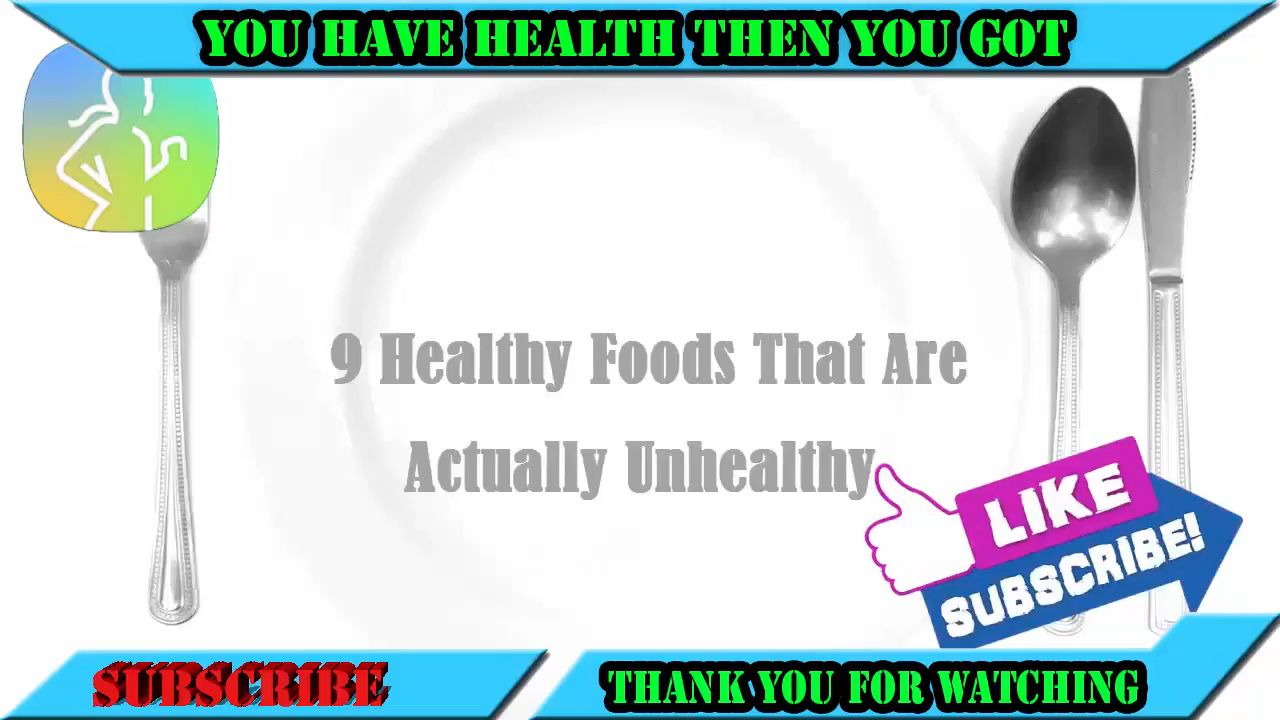 YOU HAVE HEALTH THEN YOU GOT
9 Healthy Foods That Are
Actually Unhealthy
LIKE
SUBSCRIBE!
SUBSCRIBE
THANK YOU FOR WATCHING